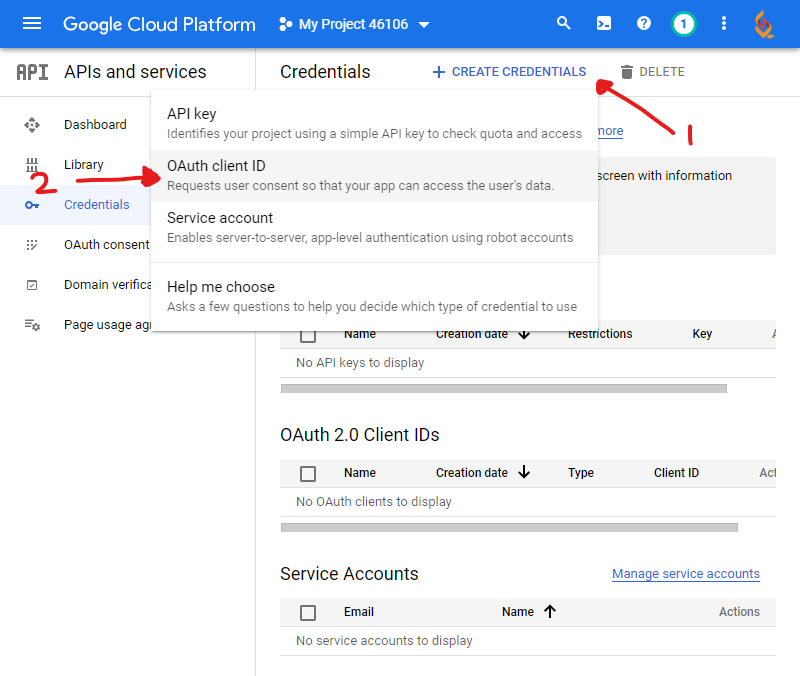 Google Cloud Platform
My Project 46106
1
API
APIs and services
Credentials
CREATE CREDENTIALS
DELETE
1
Dashboard
Library
2
Credentials
OAuth consent
Domain verifica
Page usage agr
API key
Identifies your project using a simple API key to check quota and access
OAuth client ID
Requests user consent so that your app can access the user's data.
Service account
Enables server-to-server, app-level authentication using robot accounts
Help me choose
Asks a few questions to help you decide which type of credential to use
more
screen with information
Name Creation date Restrictions Key
No API keys to display
OAuth 2.0 Client IDs
Name Creation date Type Client ID Act
No OAuth clients to display
Service Accounts
Manage service accounts
Email Name Actions
No service accounts to display